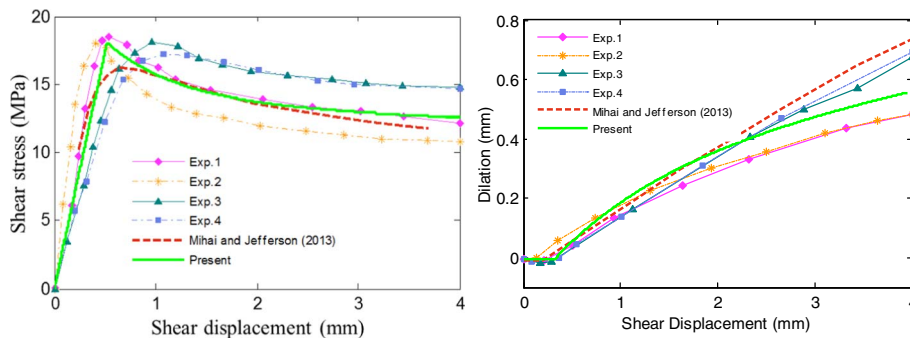 20
15
10
5
0
0
1
2
3
4
Shear stress (MPa)
Shear displacement (mm)
Exp.1
Exp.2
Exp.3
Exp.4
Mihai and Jefferson (2013)
Present
0.8
0.6
0.4
0.2
0
0
1
2
3
4
Dilation (mm)
Shear Displacement (mm)
Exp.1
Exp.2
Exp.3
Exp.4
Mihai and Jefferson (2013)
Present